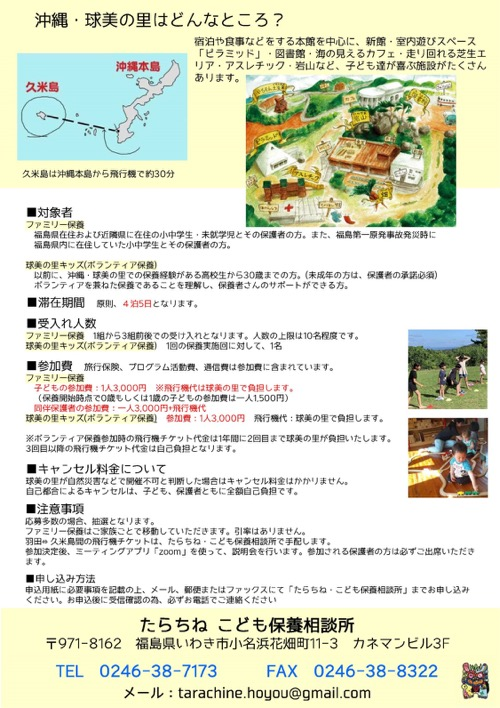 沖縄・球美の里はどんなところ？
宿泊や食事などをする本館を中心に、新館・室内遊びスペース
「ピラミッド」・図書館・海の見えるカフェ・走り回れる芝生エ
リア・アスレチック・岩山など、子ども達が喜ぶ施設がたくさん
あります。
沖縄本島
久米島
久米島は沖縄本島から飛行機で約30分
■対象者
ファミリー保養
福島県在住および近隣県に在住の小中学生・未就学児とその保護者の方。また、福島第一原発事故発災時に
福島県内に在住していた小中学生とその保護者の方。
球美の里キッズ(ボランティア保養)
以前に、沖縄・球美の里での保養経験がある高校生から30歳までの方。(未成年の方は、保護者の承諾必須)
ボランティアを兼ねた保養であることを理解し、保養者さんのサポートができる方。
■滞在期間　原則、４泊5日となります。
■受入れ人数
ファミリー保養　1組から3組前後での受け入れとなります。人数の上限は10名程度です。
球美の里キッズ(ボランティア保養)　1回の保養実施回に対して、1名
■参加費　旅行保険、プログラム活動費、通信費は参加費に含まれています。
ファミリー保養
子どもの参加費：1人3,000円　※飛行機代は球美の里で負担します。
（保養開始時点で0歳もしくは1歳の子どもの参加費は一人1,500円）
同伴保護者の参加費：一人3,000円+飛行機代
球美の里キッズ(ボランティア保養)　参加費：1人3,000円　飛行機代：球美の里で負担します。
※ボランティア保養参加時の飛行機チケット代金は1年間に2回目まで球美の里が負担いたします。
3回目以降の飛行機チケット代金は自己負担となります。
■キャンセル料金について
球美の里が自然災害などで開催不可と判断した場合はキャンセル料金はかかりません。
自己都合によるキャンセルは、子ども、保護者ともに全額自己負担です。
■注意事項
応募多数の場合、抽選となります。
ファミリー保養はご家族ごとで移動していただきます。引率はありません。
羽田⇔久米島間の飛行機チケットは、たらちね・こども保養相談所で手配します。
参加決定後、ミーティングアプリ「zoom」を使って、説明会を行います。参加される保護者の方は必ずご出席いただき
ます。
■申し込み方法
申込用紙に必要事項を記載の上、メール、郵便またはファックスにて「たらちね・こども保養相談所」までお申し込み
ください。お申込後に受信確認の為、必ずお電話でご連絡ください
たらちね こども保養相談所
〒971-8162　福島県いわき市小名浜花畑町11-3　カネマンビル3F
TEL　0246-38-7173　　FAX　0246-38-8322
メール：tarachine.hoyou@gmail.com